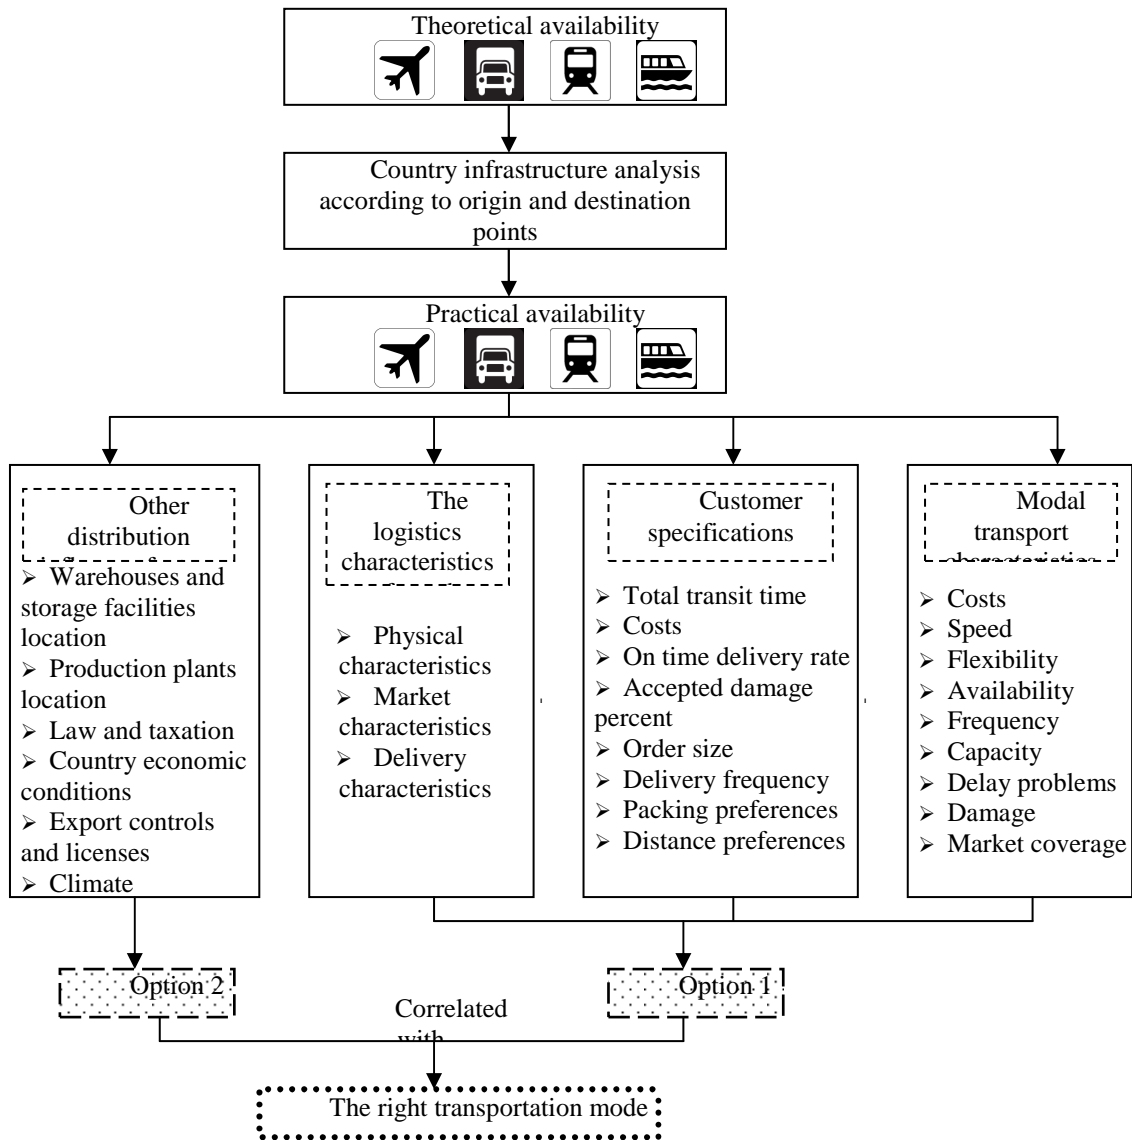 Theoretical availability
Country infrastructure analysis
according to origin and destination
points
Practical availability
Other
distribution
➢ Warehouses and
storage facilities
location
➢ Production plants
location
➢ Law and taxation
➢ Country economic
conditions
➢ Export controls
and licenses
➢ Climate
The
logistics
characteristics
➢ Physical
characteristics
➢ Market
characteristics
➢ Delivery
characteristics
Customer
specifications
➢ Total transit time
➢ Costs
➢ On time delivery rate
➢ Accepted damage
percent
➢ Order size
➢ Delivery frequency
➢ Packing preferences
➢ Distance preferences
Modal
transport
characteristics
➢ Costs
➢ Speed
➢ Flexibility
➢ Availability
➢ Frequency
➢ Capacity
➢ Delay problems
➢ Damage
➢ Market coverage
Option 2
Option 1
Correlated
with
The right transportation mode